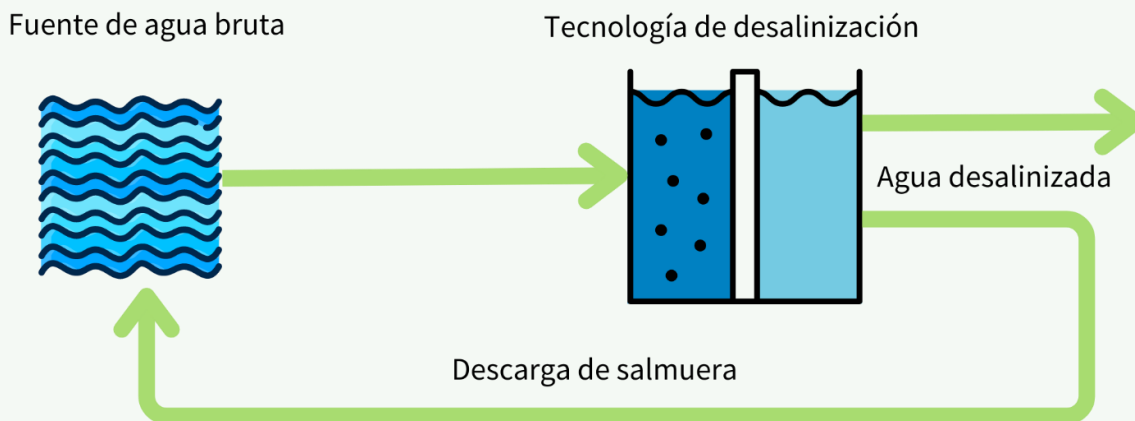 Fuente de agua bruta
Tecnología de desalinización
Agua desalinizada
Descarga de salmuera